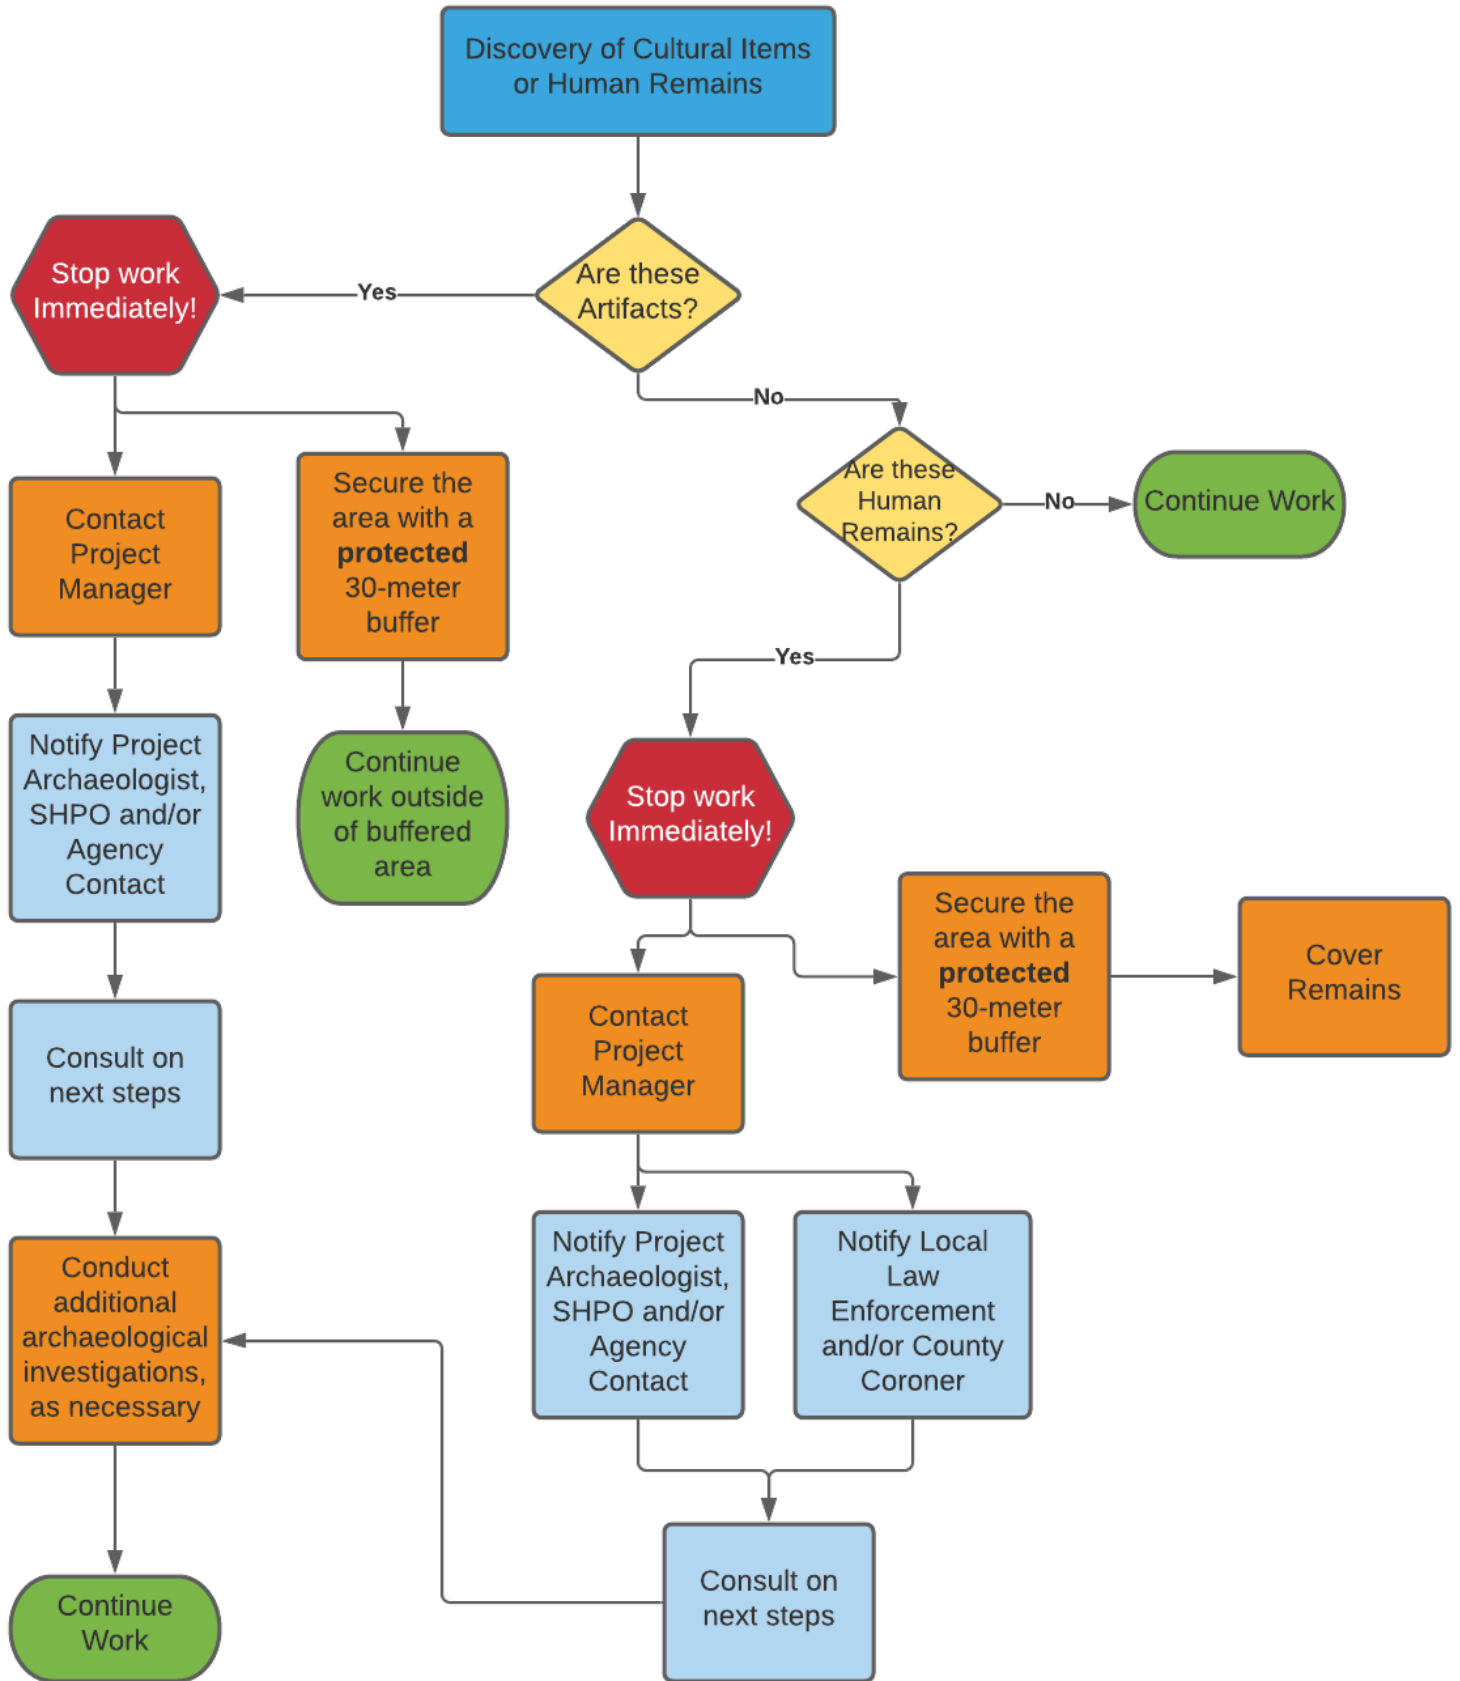 Discovery of Cultural Items
or Human Remains
Are these
Artifacts?
Yes
Stop work
Immediately!
No
Are these
Human
Remains?
No
Continue Work
Contact
Project
Manager
Secure the
area with a
protected
30-meter
buffer
Yes
Notify Project
Archaeologist,
SHPO and/or
Agency
Contact
Continue
work outside
of buffered
area
Stop work
Immediately!
Secure the
area with a
protected
30-meter
buffer
Cover
Remains
Contact
Project
Manager
Consult on
next steps
Notify Project
Archaeologist,
SHPO and/or
Agency
Contact
Notify Local
Law
Enforcement
and/or County
Coroner
Conduct
additional
archaeological
investigations,
as necessary
Consult on
next steps
Continue
Work